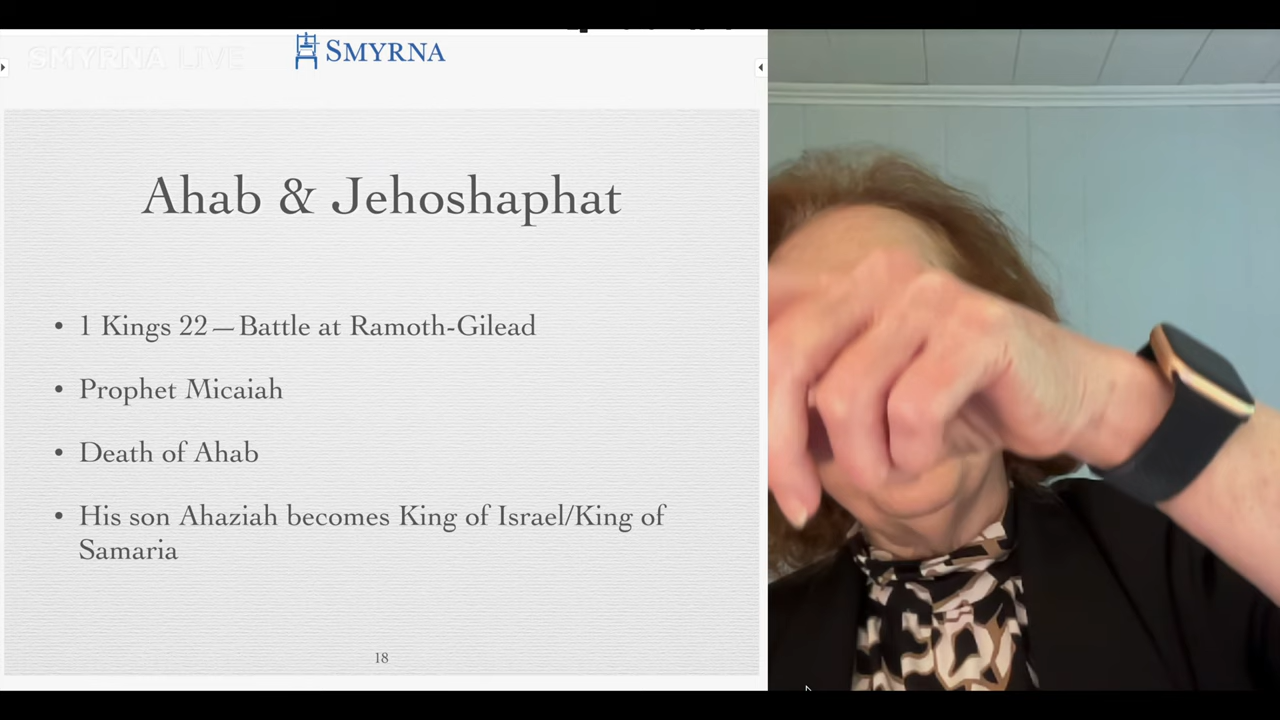 SMYRNA LIVE
SMYRNA
Ahab & Jehoshaphat
• 1 Kings 22—Battle at Ramoth-Gilead
• Prophet Micaiah
• Death of Ahab
• His son Ahaziah becomes King of Israel/King of
Samaria
18